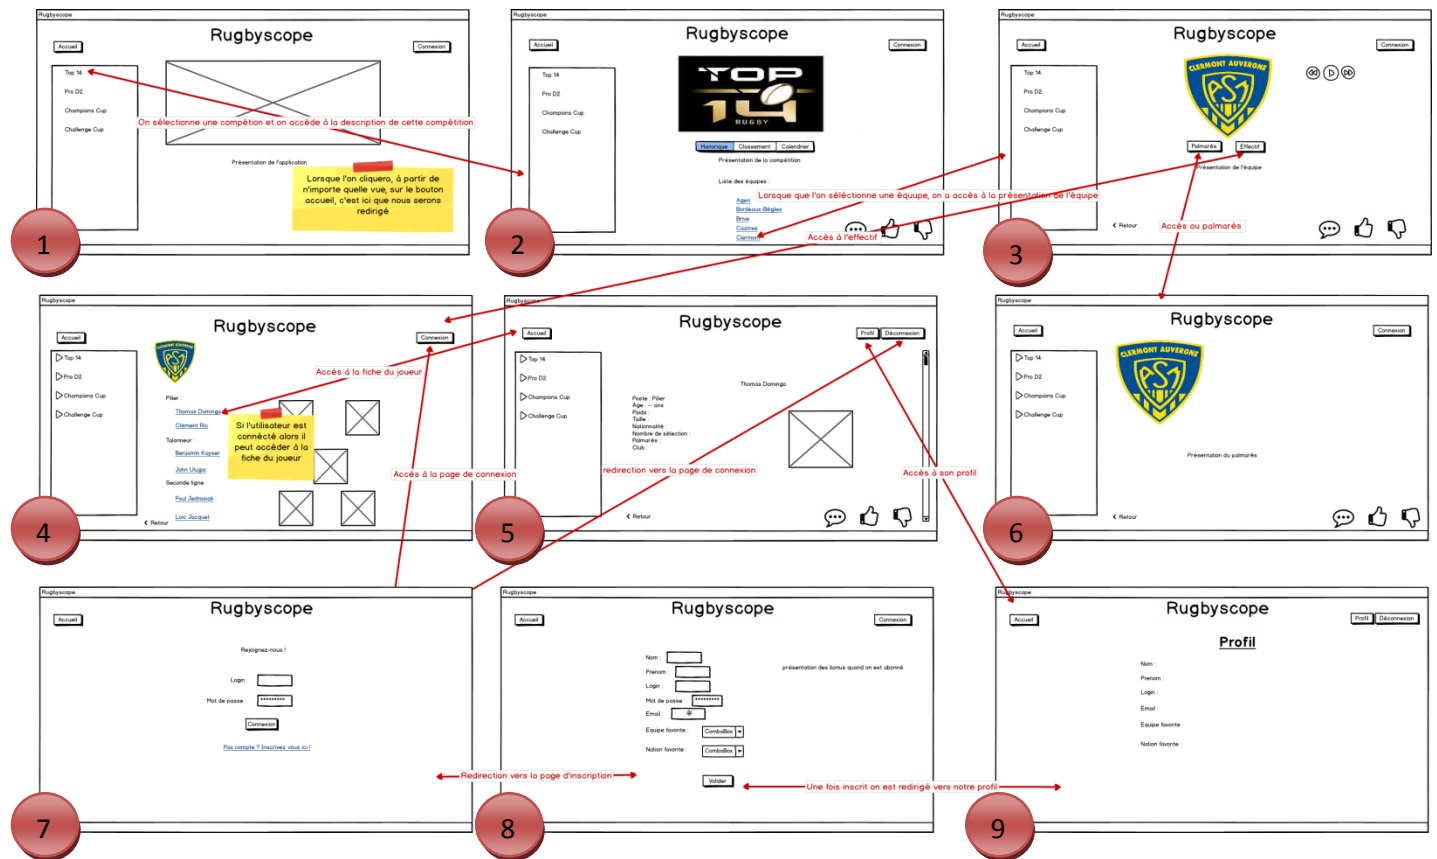 Rugbyscope
Rugbyscope
Accueil
Connexion
Top 14
Pro D2
Champions Cup
Challenge Cup
On sélectionne une compétion et on accède à la description de cette compétition
Présentation de l'application
Lorsque l'on cliquera, à partir de
n'importe quelle vue, sur le bouton
accueil, c'est ici que nous serons
redirigé
1
Rugbyscope
Rugbyscope
Accueil
Connexion
Top 14
Pro D2
Champions Cup
Challenge Cup
TOP
14
RUGBY
Historique
Classement
Calendrier
Présentation de la compétition
Liste des équipes :
Agen
Bordeaux-Bègles
Brive
Castres
Clermont
Lorsque que l'on séléctionne une équupe, on a accès à la présentation de l'équipe
Accès à l'effectif
2
Rugbyscope
Rugbyscope
Accueil
Connexion
Top 14
Pro D2
Champions Cup
Challenge Cup
CLERMONT AUVERGNE
ASM
Palmarès
Effectif
Présentation de l'équipe
Accès au palmarès
Retour
3
Rugbyscope
Rugbyscope
Accueil
Connexion
Top 14
Pro D2
Champions Cup
Challenge Cup
CLERMONT AUVERGNE
ASM
Accès à la fiche du joueur
Pilier :
Thomas Domingo
Clément Ric
Talonneur :
Benjamin Kayser
John Ulugia
Seconde ligne :
Paul Jedrasiak
Loic Jacquet
Si l'utilisateur est
connécté alors il
peut accèder à la
fiche du joueur
Retour
Accès à la page de connexion
4
Rugbyscope
Rugbyscope
Accueil
Profil
Déconnexion
Top 14
Pro D2
Champions Cup
Challenge Cup
Thomas Domingo
Poste : Pilier
Age : -- ans
Poids :
Taille :
Nationnalité :
Nombre de sélection :
Palmarès :
Club :
redirection vers la page de connexion
Accès à son profil
Retour
5
Rugbyscope
Rugbyscope
Accueil
Connexion
Top 14
Pro D2
Champions Cup
Challenge Cup
CLERMONT AUVERGNE
ASM
Présentation du palmarès
Retour
6
Rugbyscope
Rugbyscope
Accueil
Rejoignez-nous !
Login :
Mot de passe :
*********
Connexion
Pas compte ? Inscrivez vous ici !
Redirection vers la page d'inscription
7
Rugbyscope
Rugbyscope
Accueil
Connexion
Nom :
Prenom :
Login :
Mot de passe :
*********
Email :
@
Equipe favorite :
ComboBox
Nation favorite :
ComboBox
Valider
présentation des bonus quand on est abonné
Une fois inscrit on est redirigé vers notre profil
8
Rugbyscope
Rugbyscope
Accueil
Profil
Déconnexion
Profil
Nom :
Prenom :
Login :
Email :
Equipe favorite :
Nation favorite :
9